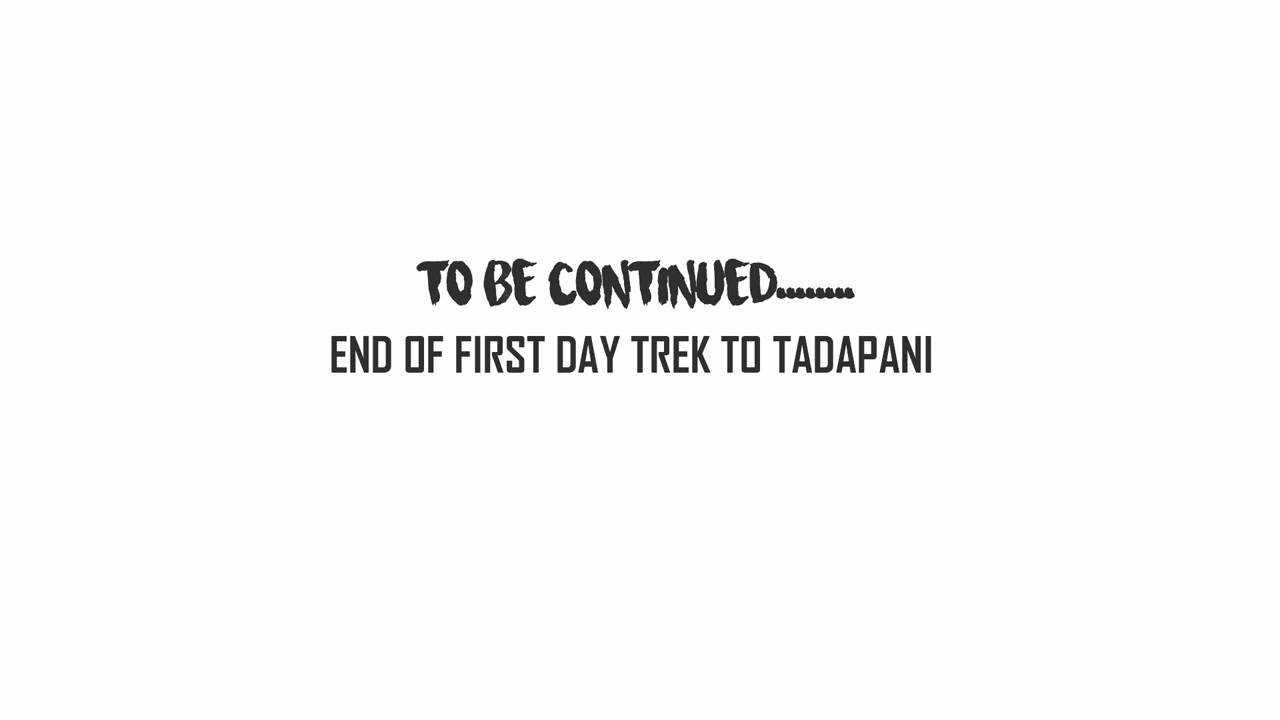 TO BE CONTINUED........
END OF FIRST DAY TREK TO TADAPANI